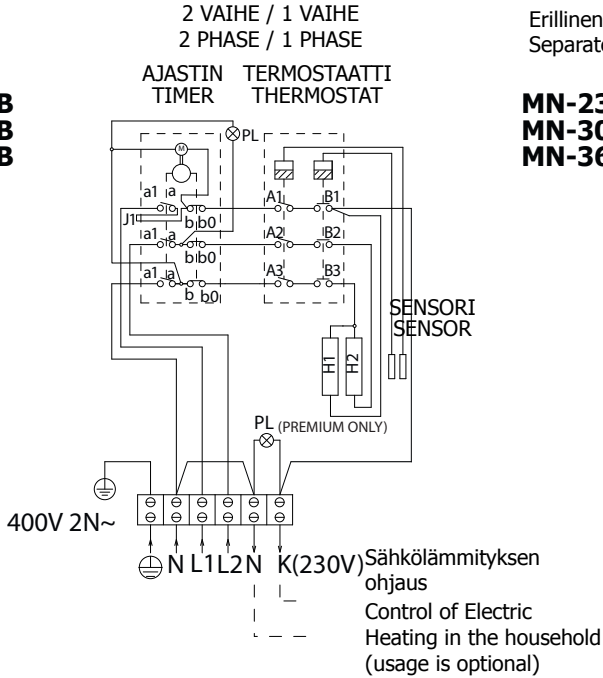 2 VAIHE / 1 VAIHE
2 PHASE / 1 PHASE
Erillinen
Separat
AJASTIN TERMOSTAATTI
TIMER THERMOSTAT
B MN-23
B MN-30
B MN-36
PL
M
a1 a A1 B1
J1 b b0
a1 a A2 B2
b b0
a1 a A3 B3
b b0
SENSORI
SENSOR
H1 H2
PL (PREMIUM ONLY)
400V 2N~
N L1 L2 N K(230V) Sähkölämmityksen
ohjaus
Control of Electric
Heating in the household
(usage is optional)